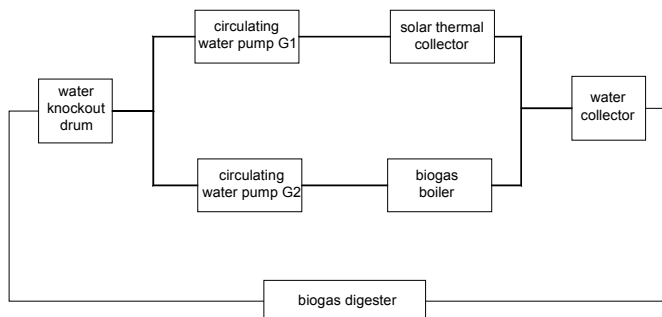 circulating
water pump G1
solar thermal
collector
water
knockout
drum
water
collector
circulating
water pump G2
biogas
boiler
biogas digester